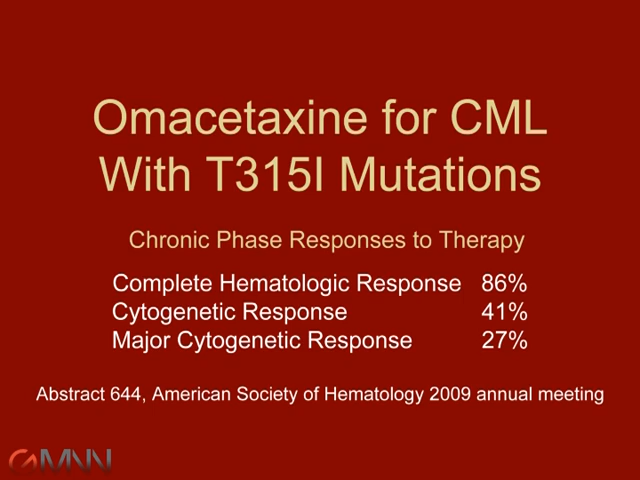 Omacetaxine for CML
With T315I Mutations
Chronic Phase Responses to Therapy
Complete Hematologic Response 86%
Cytogenetic Response 41%
Major Cytogenetic Response 27%
Abstract 644, American Society of Hematology 2009 annual meeting
MNN